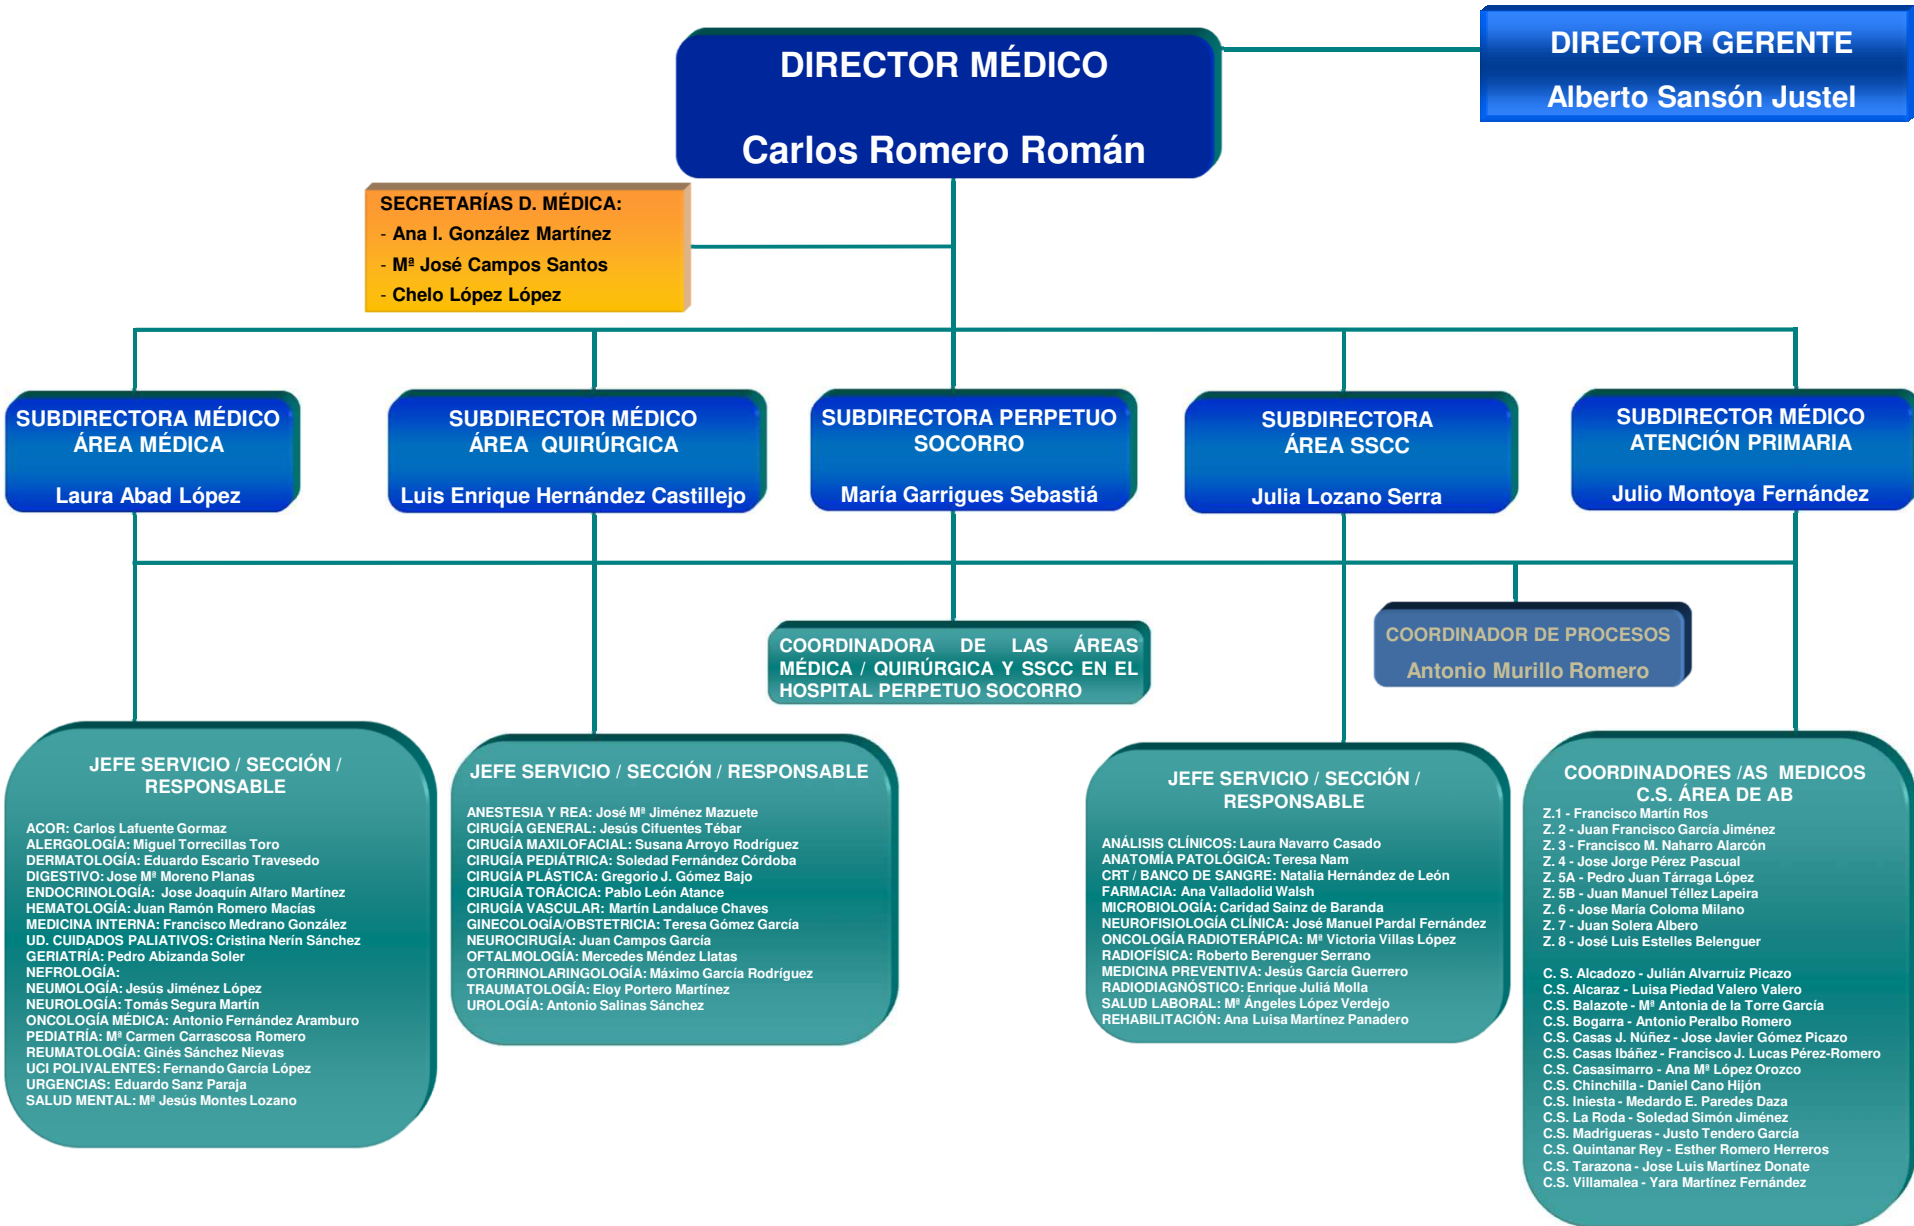 DIRECTOR MÉDICO
Carlos Romero Román
DIRECTOR GERENTE
Alberto Sansón Justel
SECRETARÍAS D. MÉDICA:
- Ana I. González Martínez
- Mª José Campos Santos
- Chelo López López
SUBDIRECTORA MÉDICO
ÁREA MÉDICA
Laura Abad López
SUBDIRECTOR MÉDICO
ÁREA QUIRÚRGICA
Luis Enrique Hernández Castillejo
SUBDIRECTORA PERPETUO
SOCORRO
María Garrigues Sebastiá
SUBDIRECTORA
ÁREA SSCC
Julia Lozano Serra
SUBDIRECTOR MÉDICO
ATENCIÓN PRIMARIA
Julio Montoya Fernández
COORDINADORA DE LAS ÁREAS
MÉDICA / QUIRÚRGICA Y SSCC EN EL
HOSPITAL PERPETUO SOCORRO
COORDINADOR DE PROCESOS
Antonio Murillo Romero
JEFE SERVICIO / SECCIÓN /
RESPONSABLE
ACOR: Carlos Lafuente Gormaz
ALERGOLOGÍA: Miguel Torrecillas Toro
DERMATOLOGÍA: Eduardo Escario Travesedo
DIGESTIVO: Jose Mª Moreno Planas
ENDOCRINOLOGÍA: Jose Joaquín Alfaro Martínez
HEMATOLOGÍA: Juan Ramón Romero Macías
MEDICINA INTERNA: Francisco Medrano González
UD. CUIDADOS PALIATIVOS: Cristina Nerín Sánchez
GERIATRÍA: Pedro Abizanda Soler
NEFROLOGÍA:
NEUMOLOGÍA: Jesús Jiménez López
NEUROLOGÍA: Tomás Segura Martín
ONCOLOGÍA MÉDICA: Antonio Fernández Aramburo
PEDIATRÍA: Mª Carmen Carrascosa Romero
REUMATOLOGÍA: Ginés Sánchez Nievas
UCI POLIVALENTES: Fernando García López
URGENCIAS: Eduardo Sanz Paraja
SALUD MENTAL: Mª Jesús Montes Lozano
JEFE SERVICIO / SECCIÓN / RESPONSABLE
ANESTESIA Y REA: José Mª Jiménez Mazuete
CIRUGÍA GENERAL: Jesús Cifuentes Tébar
CIRUGÍA MAXILOFACIAL: Susana Arroyo Rodríguez
CIRUGÍA PEDIÁTRICA: Soledad Fernández Córdoba
CIRUGÍA PLÁSTICA: Gregorio J. Gómez Bajo
CIRUGÍA TORÁCICA: Pablo León Atance
CIRUGÍA VASCULAR: Martín Landaluce Chaves
GINECOLOGÍA/OBSTETRICIA: Teresa Gómez García
NEUROCIRUGÍA: Juan Campos García
OFTALMOLOGÍA: Mercedes Méndez Llatas
OTORRINOLARINGOLOGÍA: Máximo García Rodríguez
TRAUMATOLOGÍA: Eloy Portero Martínez
UROLOGÍA: Antonio Salinas Sánchez
JEFE SERVICIO / SECCIÓN /
RESPONSABLE
ANÁLISIS CLÍNICOS: Laura Navarro Casado
ANATOMÍA PATOLÓGICA: Teresa Nam
CRT / BANCO DE SANGRE: Natalia Hernández de León
FARMACIA: Ana Valladolid Walsh
MICROBIOLOGÍA: Caridad Sainz de Baranda
NEUROFISIOLOGÍA CLÍNICA: José Manuel Pardal Fernández
ONCOLOGÍA RADIOTERÁPICA: Mª Victoria Villas López
RADIOFÍSICA: Roberto Berenguer Serrano
MEDICINA PREVENTIVA: Jesús García Guerrero
RADIODIAGNÓSTICO: Enrique Juliá Molla
SALUD LABORAL: Mª Ángeles López Verdejo
REHABILITACIÓN: Ana Luisa Martínez Panadero
COORDINADORES /AS MEDICOS
C.S. ÁREA DE AB
Z.1 - Francisco Martín Ros
Z. 2 - Juan Francisco García Jiménez
Z. 3 - Francisco M. Naharro Alarcón
Z. 4 - Jose Jorge Pérez Pascual
Z. 5A - Pedro Juan Tárraga López
Z. 5B - Juan Manuel Téllez Lapeira
Z. 6 - Jose María Coloma Milano
Z. 7 - Juan Solera Albero
Z. 8 - José Luis Estelles Belenguer
C. S. Alcadozo - Julián Alvarruiz Picazo
C.S. Alcaraz - Luisa Piedad Valero Valero
C.S. Balazote - Mª Antonia de la Torre García
C.S. Bogarra - Antonio Peralbo Romero
C.S. Casas J. Núñez - Jose Javier Gómez Picazo
C.S. Casas Ibáñez - Francisco J. Lucas Pérez-Romero
C.S. Casasimarro - Ana Mª López Orozco
C.S. Chinchilla - Daniel Cano Hijón
C.S. Iniesta - Medardo E. Paredes Daza
C.S. La Roda - Soledad Simón Jiménez
C.S. Madrigueras - Justo Tendero García
C.S. Quintanar Rey - Esther Romero Herreros
C.S. Tarazona - Jose Luis Martínez Donate
C.S. Villamalea - Yara Martínez Fernández